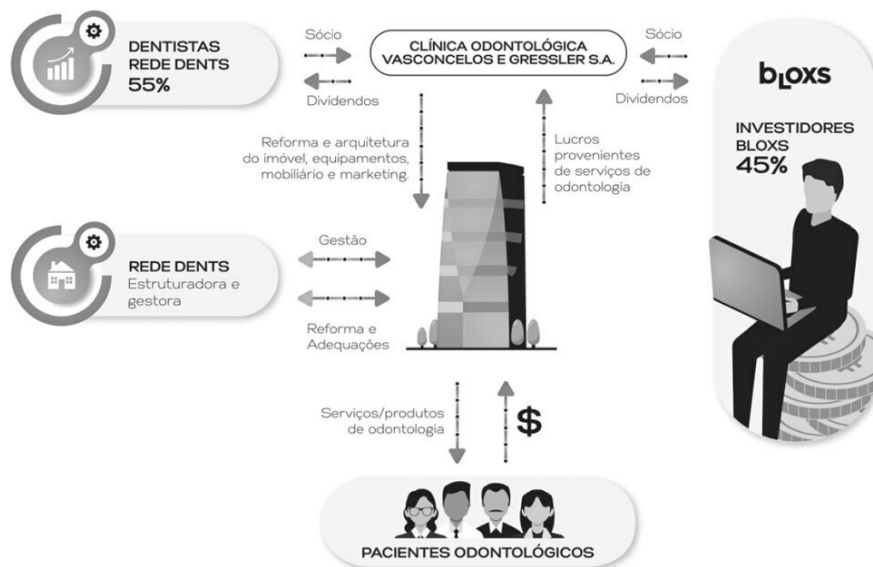 DENTISTAS
REDE DENTS
55%
Sócio
Dividendos
CLÍNICA ODONTOLÓGICA
VASCONCELOS E GRESSLER S.A.
Sócio
Dividendos
bloxs
INVESTIDORES
BLOXS
45%
Reforma e arquitetura
do imóvel, equipamentos,
mobiliário e marketing.
Lucros
provenientes
de serviços de
odontologia
REDE DENTS
Estruturadora e
gestora
Gestão
Reforma e
Adequações
Serviços/produtos
de odontologia
$
PACIENTES ODONTOLÓGICOS